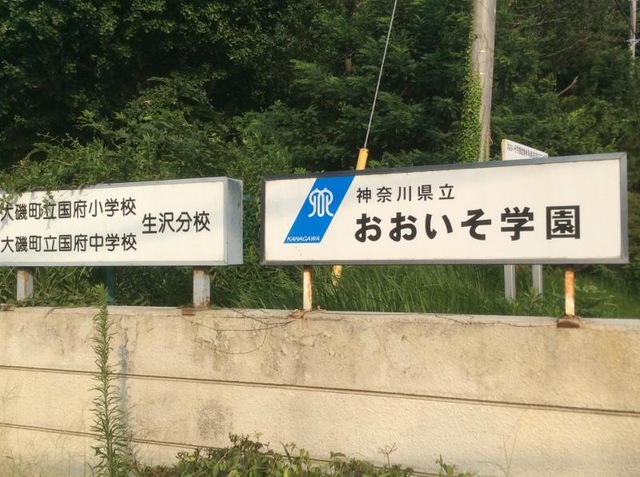 大磯町立国府小学校
大磯町立国府中学校
生沢分校
神奈川県立
おおいそ学園
KANAGAWA